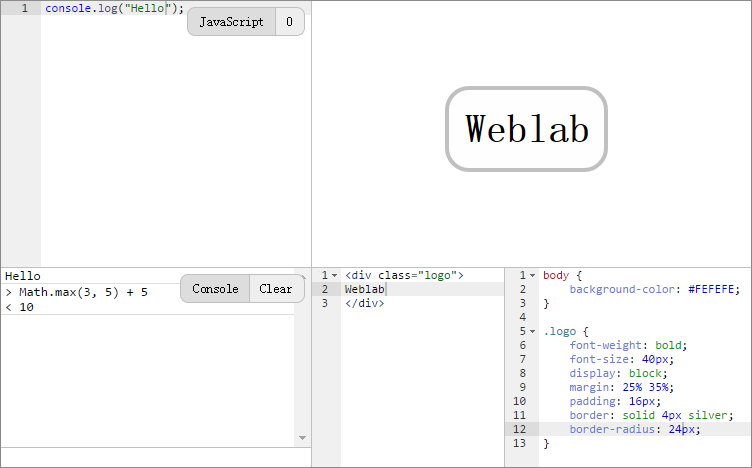 1 console.log("Hello");
JavaScript 0
Weblab
Hello
> Math.max(3, 5) + 5
< 10
Console Clear
1 <div class="logo">
2 Weblab
3 </div>
1 body {
2 background-color: #FEFEFE;
3 }
4
5 .logo {
6 font-weight: bold;
7 font-size: 40px;
8 display: block;
9 margin: 25% 35%;
10 padding: 16px;
11 border: solid 4px silver;
12 border-radius: 24px;
13 }